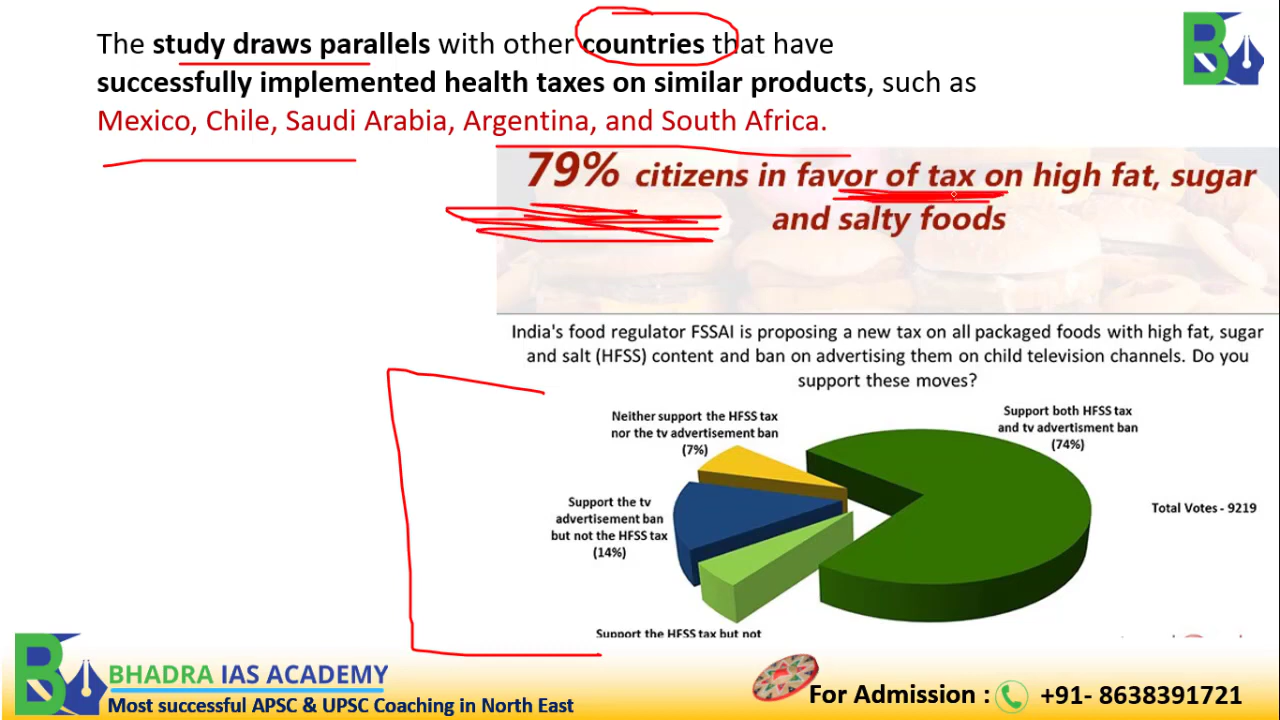 The study draws parallels with other countries that have
successfully implemented health taxes on similar products, such as
Mexico, Chile, Saudi Arabia, Argentina, and South Africa.
79% citizens in favor of tax on high fat, sugar
and salty foods
India's food regulator FSSAI is proposing a new tax on all packaged foods with high fat, sugar
and salt (HFSS) content and ban on advertising them on child television channels. Do you
support these moves?
Neither support the HFSS tax
nor the tv advertisement ban
(7%)
Support both HFSS tax
and tv advertisment ban
(74%)
Support the tv
advertisement ban
but not the HFSS tax
(14%)
Total Votes - 9219
Support the HFSS tax but not
BHADRA IAS ACADEMY
Most successful APSC & UPSC Coaching in North East
For Admission : +91- 8638391721